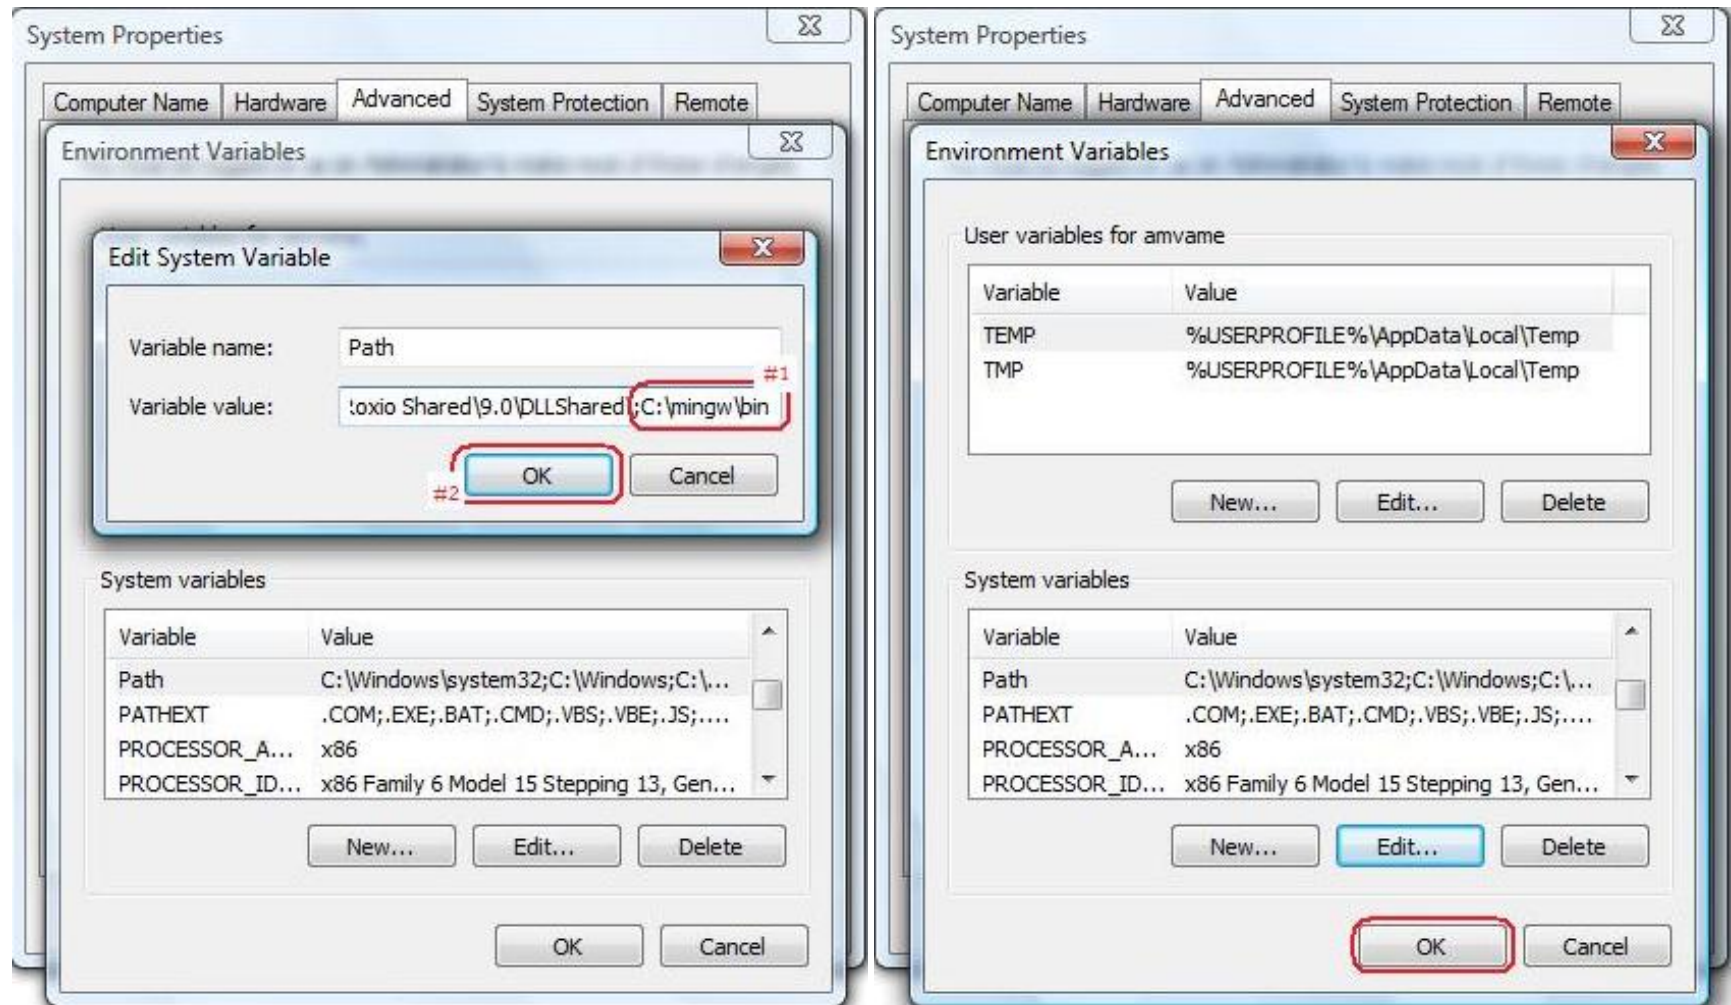 System Properties
Computer Name Hardware Advanced System Protection Remote
Environment Variables
Edit System Variable
Variable name: Path
#1
Variable value: :oxio Shared\9.0\DLLShared\;C:\mingw\bin
OK Cancel
#2
System variables
Variable Value
Path C:\Windows\system32;C:\Windows;C:\...
PATHEXT .COM;.EXE;.BAT;.CMD;.VBS;.VBE;.JS;....
PROCESSOR_A... x86
PROCESSOR_ID... x86 Family 6 Model 15 Stepping 13, Gen...
New... Edit... Delete
OK Cancel
System Properties
Computer Name Hardware Advanced System Protection Remote
Environment Variables
User variables for amvame
Variable Value
TEMP %USERPROFILE%\AppData\Local\Temp
TMP %USERPROFILE%\AppData\Local\Temp
New... Edit... Delete
System variables
Variable Value
Path C:\Windows\system32;C:\Windows;C:\...
PATHEXT .COM;.EXE;.BAT;.CMD;.VBS;.VBE;.JS;....
PROCESSOR_A... x86
PROCESSOR_ID... x86 Family 6 Model 15 Stepping 13, Gen...
New... Edit... Delete
OK Cancel